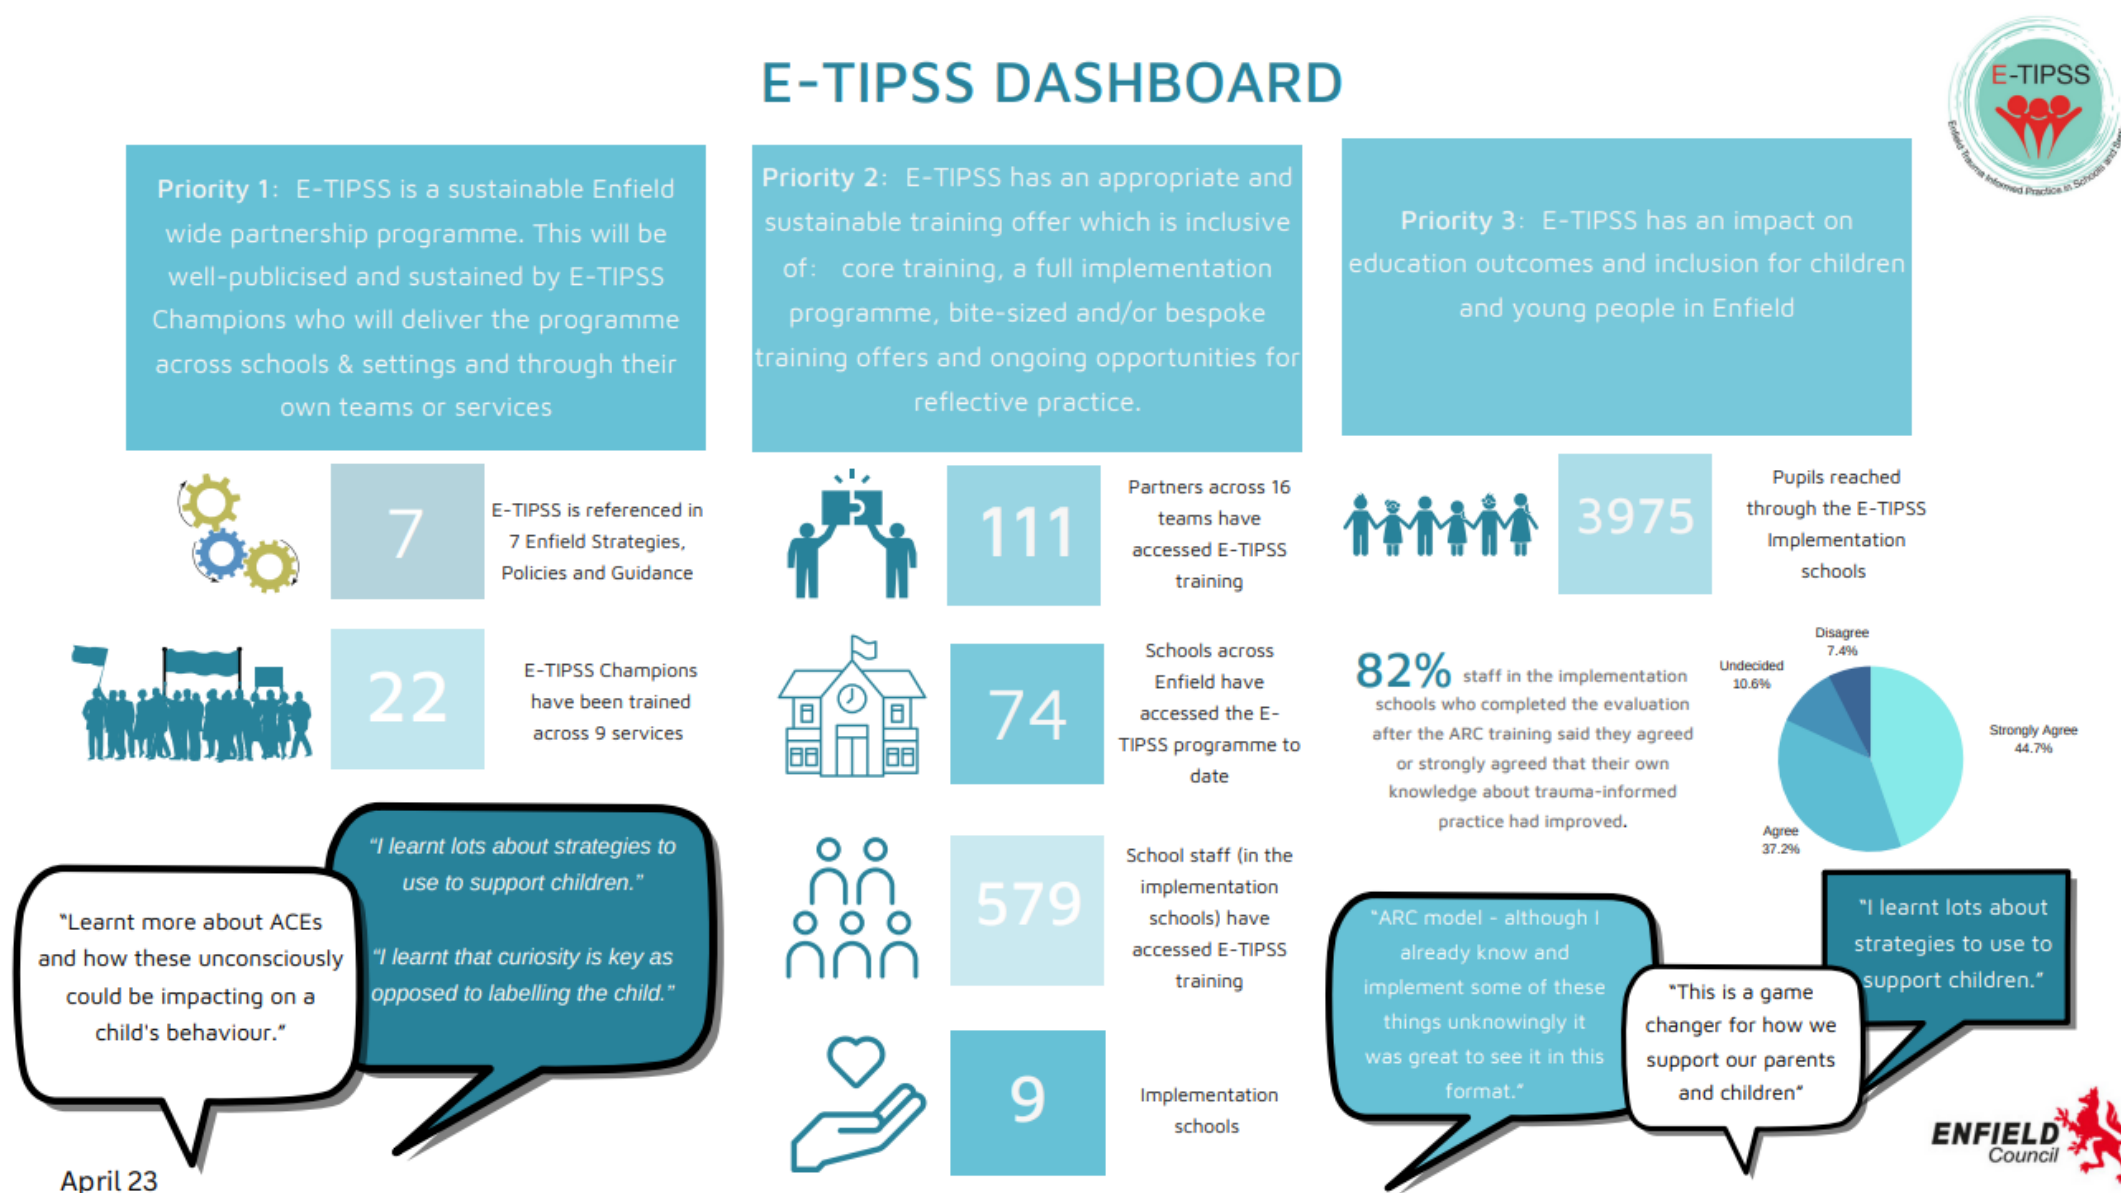 E-TIPSS DASHBOARD
E-TIPSS
Enfield Trauma Informed Practice in Schools and
Priority 1: E-TIPSS is a sustainable Enfield
wide partnership programme. This will be
well-publicised and sustained by E-TIPSS
Champions who will deliver the programme
across schools & settings and through their
own teams or services
7
E-TIPSS is referenced in
7 Enfield Strategies,
Policies and Guidance
22
E-TIPSS Champions
have been trained
across 9 services
"Learnt more about ACEs
and how these unconsciously
could be impacting on a
child's behaviour."
"I learnt lots about strategies to
use to support children."
"I learnt that curiosity is key as
opposed to labelling the child."
April 23
Priority 2: E-TIPSS has an appropriate and
sustainable training offer which is inclusive
of: core training, a full implementation
programme, bite-sized and/or bespoke
training offers and ongoing opportunities for
reflective practice.
111
Partners across 16
teams have
accessed E-TIPSS
training
74
Schools across
Enfield have
accessed the E-
TIPSS programme to
date
579
School staff (in the
implementation
schools) have
accessed E-TIPSS
training
9
Implementation
schools
Priority 3: E-TIPSS has an impact on
education outcomes and inclusion for children
and young people in Enfield
3975
Pupils reached
through the E-TIPSS
Implementation
schools
82% staff in the implementation
schools who completed the evaluation
after the ARC training said they agreed
or strongly agreed that their own
knowledge about trauma-informed
practice had improved.
Disagree
7.4%
Undecided
10.6%
Strongly Agree
44.7%
Agree
37.2%
"ARC model - although I
already know and
implement some of these
things unknowingly it
was great to see it in this
format."
"This is a game
changer for how we
support our parents
and children"
"I learnt lots about
strategies to use to
support children."
ENFIELD
Council